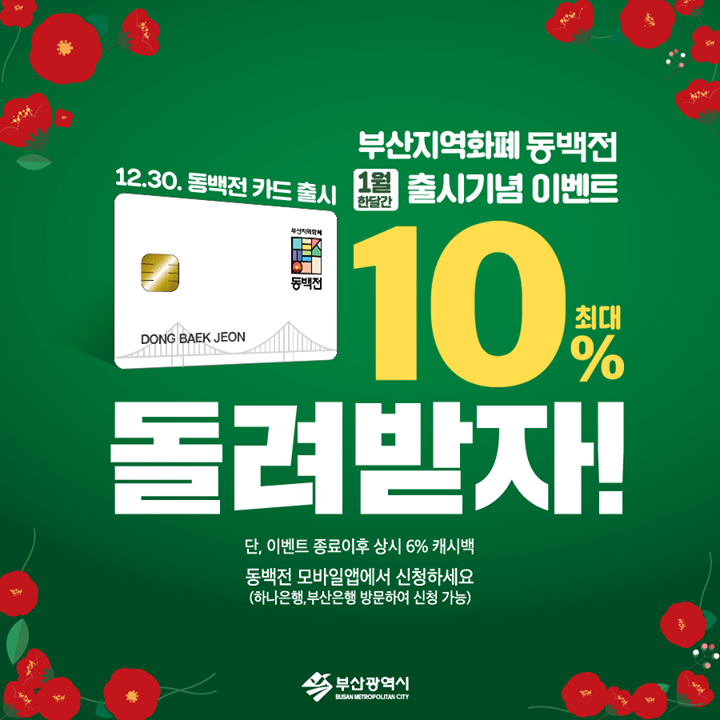 부산지역화폐 동백전
1월 한달간 출시기념 이벤트
12.30. 동백전 카드 출시
부산지역화폐
동백전
DONG BAEK JEON
최대
10%
돌려받자!
단, 이벤트 종료이후 상시 6% 캐시백
동백전 모바일앱에서 신청하세요
(하나은행,부산은행 방문하여 신청 가능)
부산광역시
BUSAN METROPOLITAN CITY